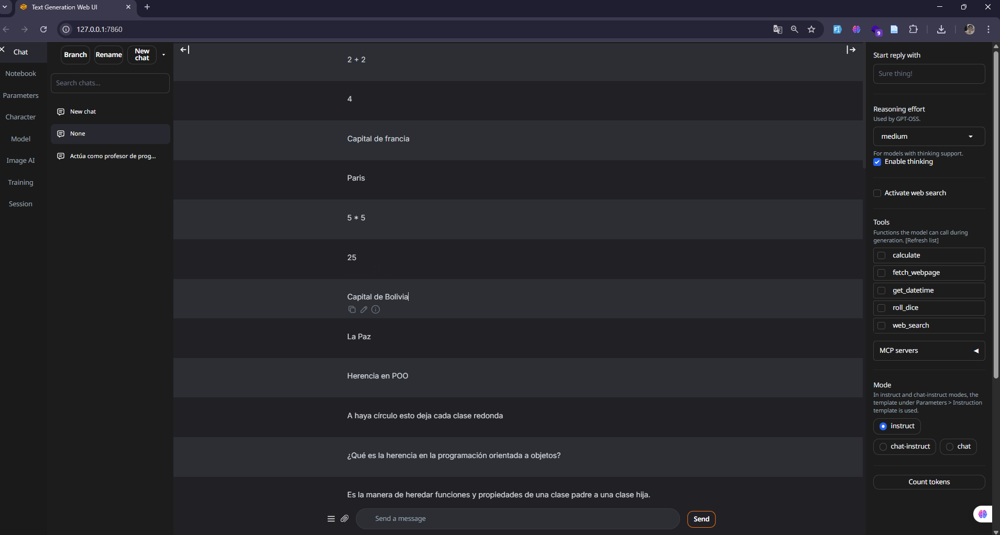 Text Generation Web UI
127.0.0.1:7860
9
Chat
Notebook
Parameters
Character
Model
Image AI
Training
Session
Branch
Rename
New chat
Search chats...
New chat
None
Actúa como profesor de prog...
2 + 2
4
Capital de francia
Paris
5 * 5
25
Capital de Bolivia
La Paz
Herencia en POO
A haya círculo esto deja cada clase redonda
¿Qué es la herencia en la programación orientada a objetos?
Es la manera de heredar funciones y propiedades de una clase padre a una clase hija.
Send a message
Send
Start reply with
Sure thing!
Reasoning effort
Used by GPT-OSS.
medium
For models with thinking support.
Enable thinking
Activate web search
Tools
Functions the model can call during
generation. [Refresh list]
calculate
fetch_webpage
get_datetime
roll_dice
web_search
MCP servers
Mode
In instruct and chat-instruct modes, the
template under Parameters > Instruction
template is used.
instruct
chat-instruct
chat
Count tokens